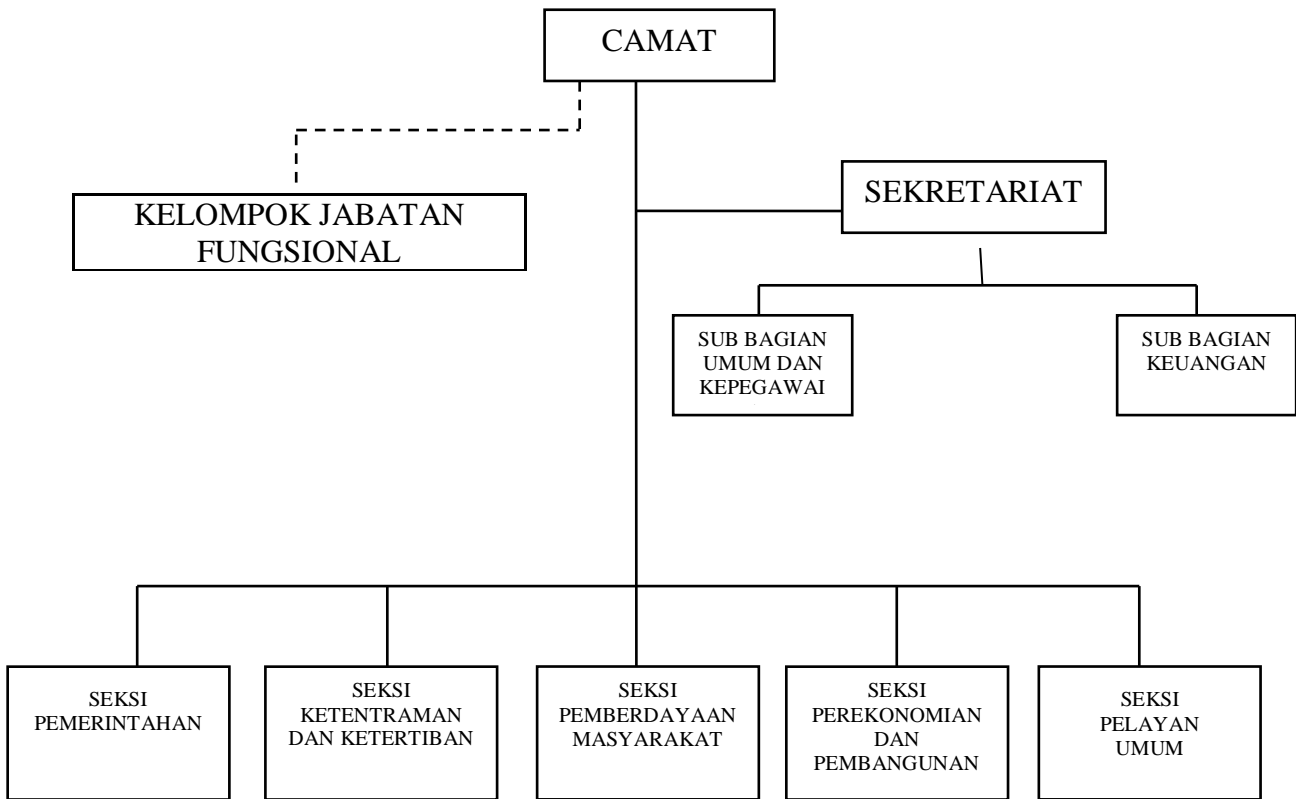 CAMAT
SEKRETARIAT
KELOMPOK JABATAN
FUNGSIONAL
SUB BAGIAN
UMUM DAN
KEPEGAWAI
SUB BAGIAN
KEUANGAN
SEKSI
PEMERINTAHAN
SEKSI
KETENTRAMAN
DAN KETERTIBAN
SEKSI
PEMBERDAYAAN
MASYARAKAT
SEKSI
PEREKONOMIAN
DAN
PEMBANGUNAN
SEKSI
PELAYAN
UMUM